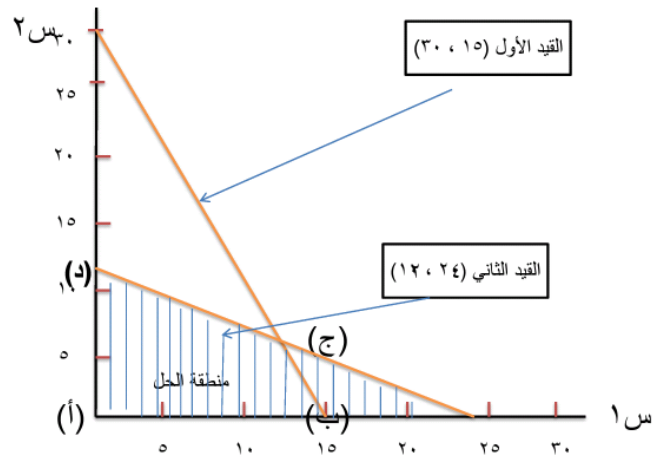 س٢
٣٠
القيد الأول (١٥ ، ٣٠)
٢٥
٢٠
١٥
القيد الثاني (٢٤ ، ١٢)
(د)
١
(ج)
٥
منطقة الحل
(أ)
(ب)
س١
٥
١٠
١٥
٢٠
٢٥
٣٠